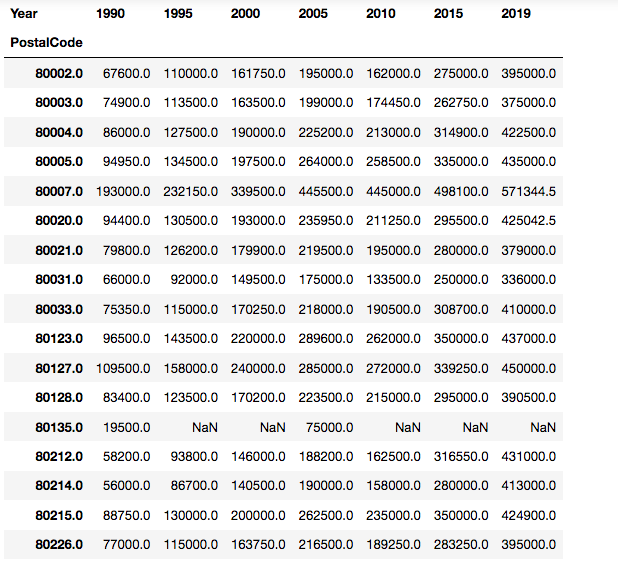 Year 1990 1995 2000 2005 2010 2015 2019
PostalCode
80002.0 67600.0 110000.0 161750.0 195000.0 162000.0 275000.0 395000.0
80003.0 74900.0 113500.0 163500.0 199000.0 174450.0 262750.0 375000.0
80004.0 86000.0 127500.0 190000.0 225200.0 213000.0 314900.0 422500.0
80005.0 94950.0 134500.0 197500.0 264000.0 258500.0 335000.0 435000.0
80007.0 193000.0 232150.0 339500.0 445500.0 445000.0 498100.0 571344.5
80020.0 94400.0 130500.0 193000.0 235950.0 211250.0 295500.0 425042.5
80021.0 79800.0 126200.0 179900.0 219500.0 195000.0 280000.0 379000.0
80031.0 66000.0 92000.0 149500.0 175000.0 133500.0 250000.0 336000.0
80033.0 75350.0 115000.0 170250.0 218000.0 190500.0 308700.0 410000.0
80123.0 96500.0 143500.0 220000.0 289600.0 262000.0 350000.0 437000.0
80127.0 109500.0 158000.0 240000.0 285000.0 272000.0 339250.0 450000.0
80128.0 83400.0 123500.0 170200.0 223500.0 215000.0 295000.0 390500.0
80135.0 19500.0 NaN NaN 75000.0 NaN NaN NaN
80212.0 58200.0 93800.0 146000.0 188200.0 162500.0 316550.0 431000.0
80214.0 56000.0 86700.0 140500.0 190000.0 158000.0 280000.0 413000.0
80215.0 88750.0 130000.0 200000.0 262500.0 235000.0 350000.0 424900.0
80226.0 77000.0 115000.0 163750.0 216500.0 189250.0 283250.0 395000.0